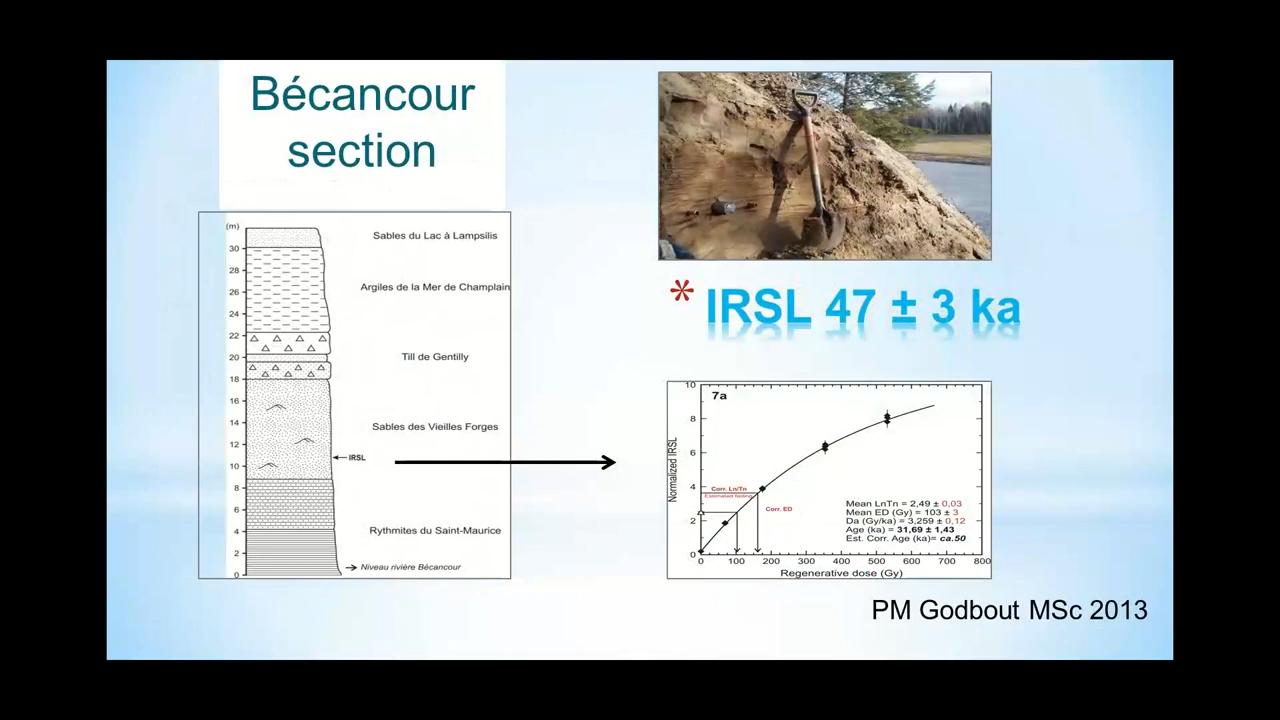 Bécancour
section
(m)
30
28
26
24
22
20
18
16
14
12
10
8
6
4
2
0
Sables du Lac à Lampsilis
Argiles de la Mer de Champlain
Till de Gentilly
Sables des Vieilles Forges
IRSL
Rythmites du Saint-Maurice
Niveau rivière Bécancour
* IRSL 47 ± 3 ka
7a
Normalized IRSL
10
8
6
4
2
0
Corr. Ln/Tn
Estimated fading
Corr. ED
Mean LnTn = 2,49 ± 0,03
Mean ED (Gy) = 103 ± 3
Da (Gy/ka) = 3,259 ± 0,12
Age (ka) = 31,69 ± 1,43
Est. Corr. Age (ka)= ca.50
0 100 200 300 400 500 600 700 800
Regenerative dose (Gy)
PM Godbout MSc 2013